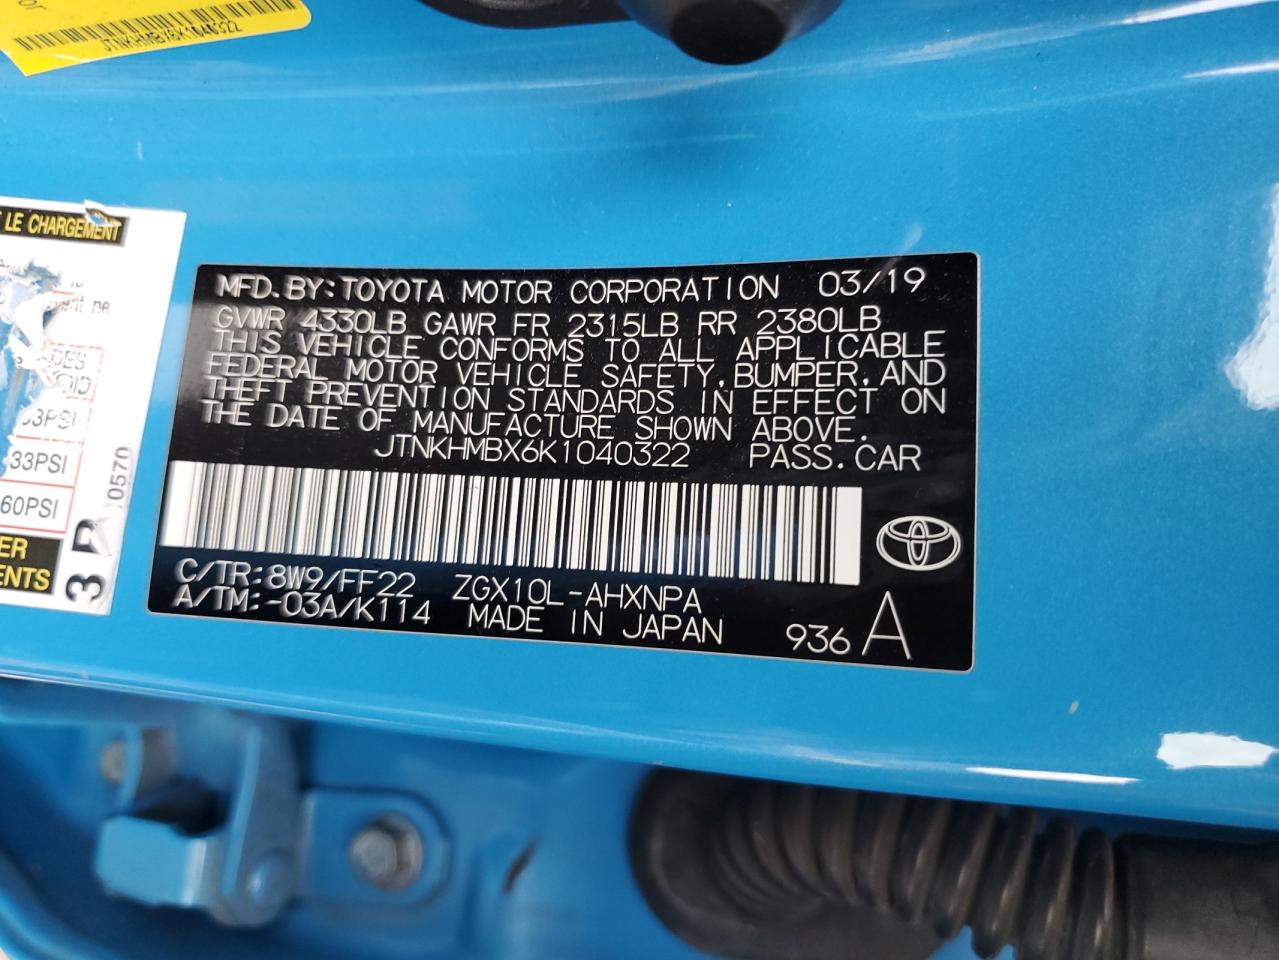 JTNKHMBX6K1040322
LE CHARGEMENT
33PSI
60PSI
0570
3
MFD. BY: TOYOTA MOTOR CORPORATION 03/19
GVWR 4330LB GAWR FR 2315LB RR 2380LB
THIS VEHICLE CONFORMS TO ALL APPLICABLE
FEDERAL MOTOR VEHICLE SAFETY, BUMPER, AND
THEFT PREVENTION STANDARDS IN EFFECT ON
THE DATE OF MANUFACTURE SHOWN ABOVE.
JTNKHMBX6K1040322 PASS. CAR
C/TR: 8W9/FF22 ZGX10L-AHXNPA
A/TM: -03A/K114 MADE IN JAPAN 936 A